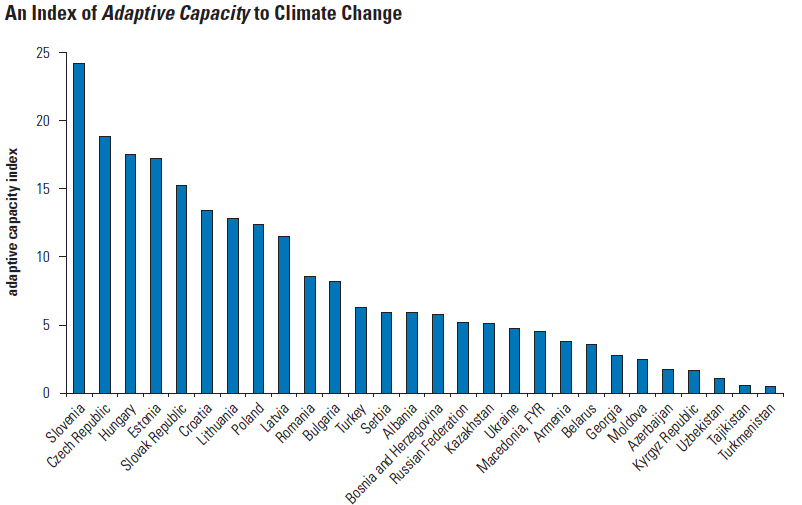 An Index of Adaptive Capacity to Climate Change
adaptive capacity index
25
20
15
10
5
0
Slovenia
Czech Republic
Hungary
Estonia
Slovak Republic
Croatia
Lithuania
Poland
Latvia
Romania
Bulgaria
Turkey
Serbia
Albania
Bosnia and Herzegovina
Russian Federation
Kazakhstan
Ukraine
Macedonia, FYR
Armenia
Belarus
Georgia
Moldova
Azerbaijan
Kyrgyz Republic
Uzbekistan
Tajikistan
Turkmenistan